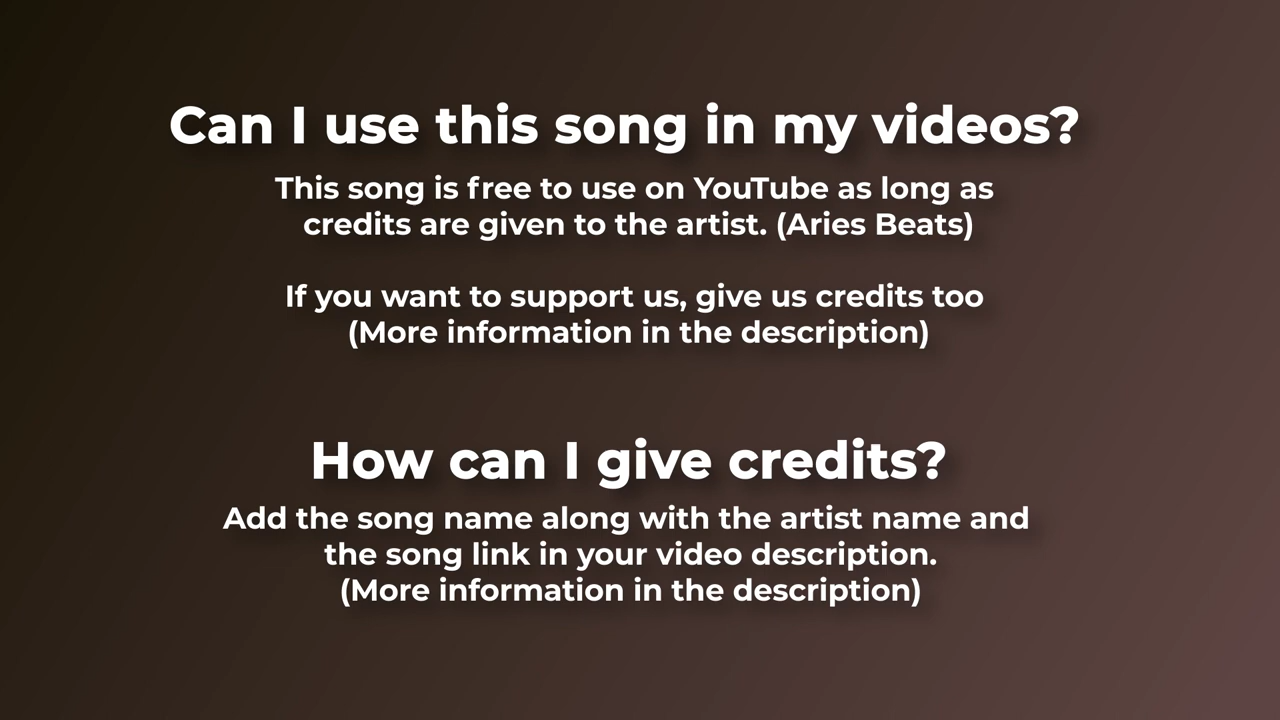 Can I use this song in my videos?
This song is free to use on YouTube as long as
credits are given to the artist. (Aries Beats)
If you want to support us, give us credits too
(More information in the description)
How can I give credits?
Add the song name along with the artist name and
the song link in your video description.
(More information in the description)